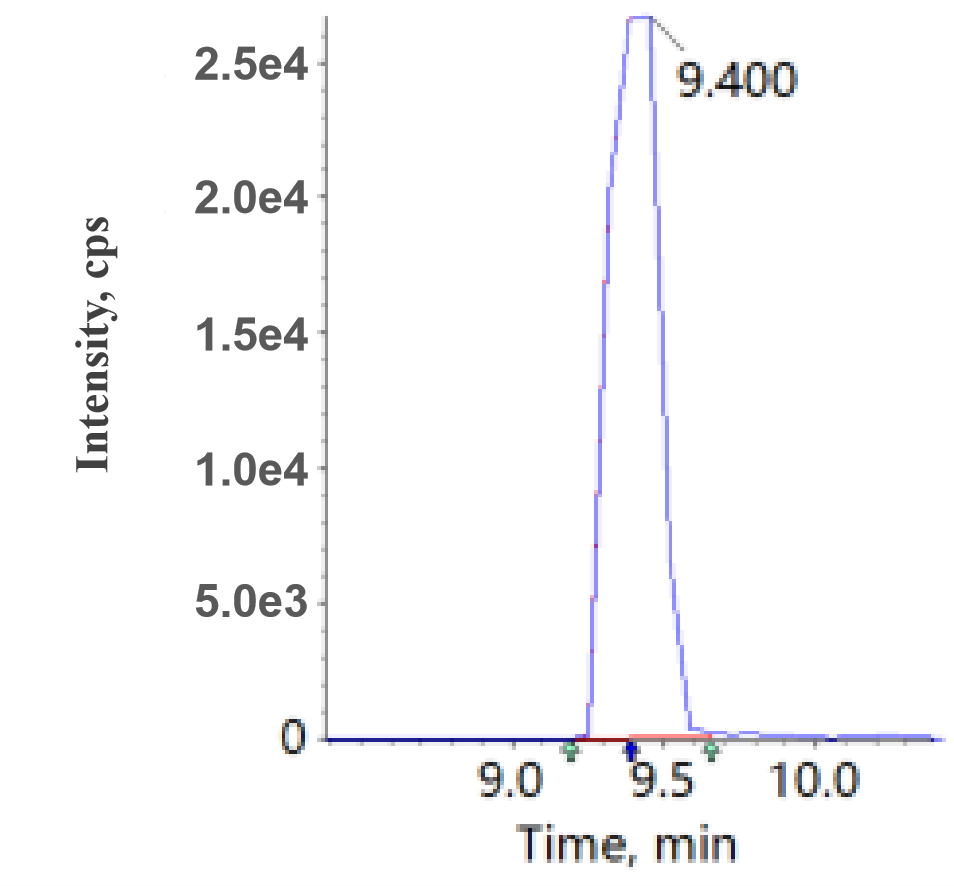 2.5e4
9.400
2.0e4
Intensity, cps
1.5e4
1.0e4
5.0e3
0
9.0
9.5
10.0
Time, min